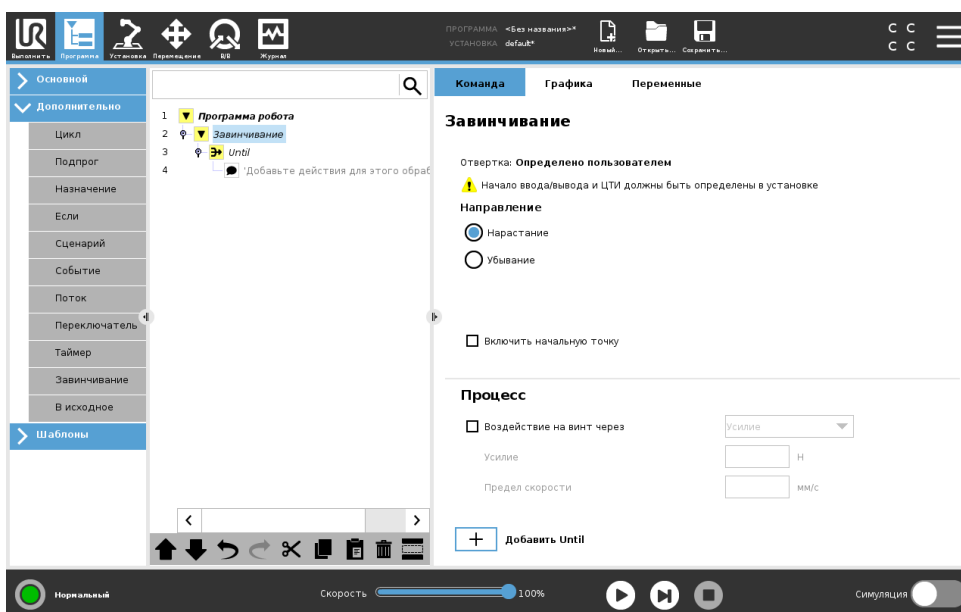 UR
Выполнить
Программа
Установка
Перемещение
В/В
Журнал
ПРОГРАММА <Без названия>*
УСТАНОВКА default*
Новый...
Открыть...
Сохранить...
C C
C C
Основной
Дополнительно
Цикл
Подпрог
Назначение
Если
Сценарий
Событие
Поток
Переключатель
Таймер
Завинчивание
В исходное
Шаблоны
1 Программа робота
2 Завинчивание
3 Until
4 'Добавьте действия для этого обраб
Команда
Графика
Переменные
Завинчивание
Отвертка: Определено пользователем
Начало ввода/вывода и ЦТИ должны быть определены в установке
Направление
Нарастание
Убывание
Включить начальную точку
Процесс
Воздействие на винт через
Усилие
Усилие
Н
Предел скорости
мм/с
Добавить Until
Нормальный
Скорость
100%
Симуляция